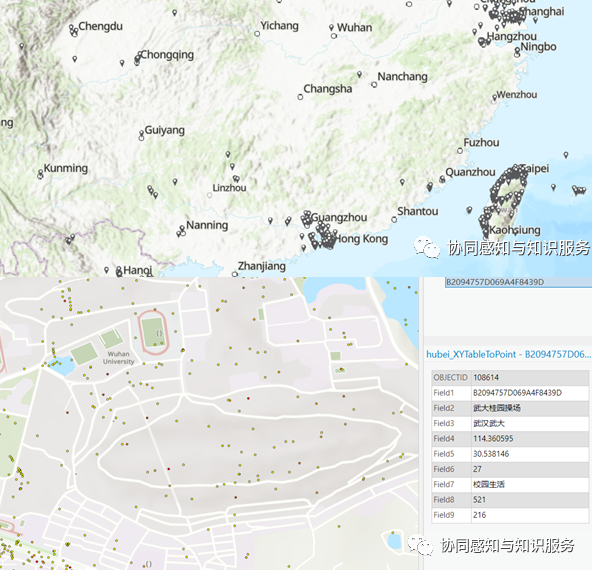 Chengdu
Yichang
Wuhan
Shanghai
Hangzhou
Ningbo
Chongqing
Nanchang
Changsha
Wenzhou
ng
Guiyang
Fuzhou
Kunming
Quanzhou
Taipei
Linzhou
Shantou
Guangzhou
Nanning
Hong Kong
Kaohsiung
协同感知与知识服务
Zhanjiang
Hanoi
B2094757D069A4F8439D
Wuhan
University
hubei_XYTableToPoint - B2094757D06...
OBJECTID 108614
Field1 B2094757D069A4F8439D
Field2 武大桂园操场
Field3 武汉武大
Field4 114.360595
Field5 30.538146
Field6 27
Field7 校园生活
Field8 521
Field9 216
协同感知与知识服务